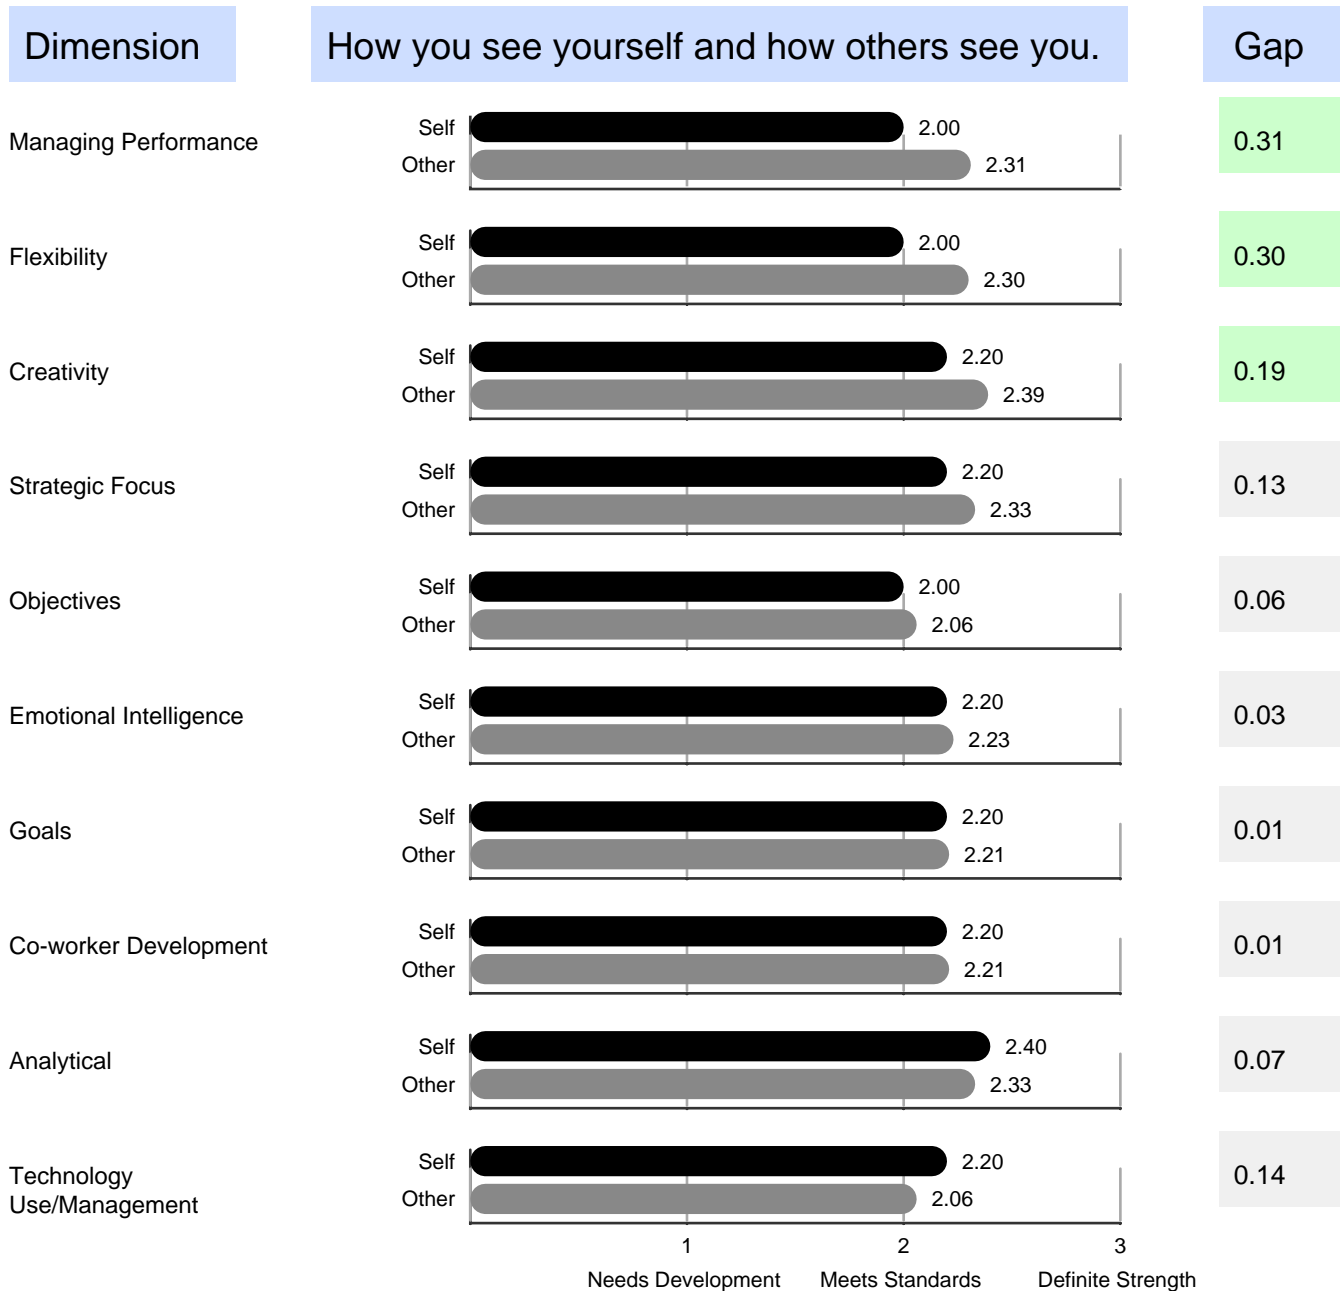 Dimension
How you see yourself and how others see you.
Gap
Managing Performance
Self
2.00
Other
2.31
0.31
Flexibility
Self
2.00
Other
2.30
0.30
Creativity
Self
2.20
Other
2.39
0.19
Strategic Focus
Self
2.20
Other
2.33
0.13
Objectives
Self
2.00
Other
2.06
0.06
Emotional Intelligence
Self
2.20
Other
2.23
0.03
Goals
Self
2.20
Other
2.21
0.01
Co-worker Development
Self
2.20
Other
2.21
0.01
Analytical
Self
2.40
Other
2.33
0.07
Technology
Use/Management
Self
2.20
Other
2.06
0.14
1
2
3
Needs Development
Meets Standards
Definite Strength